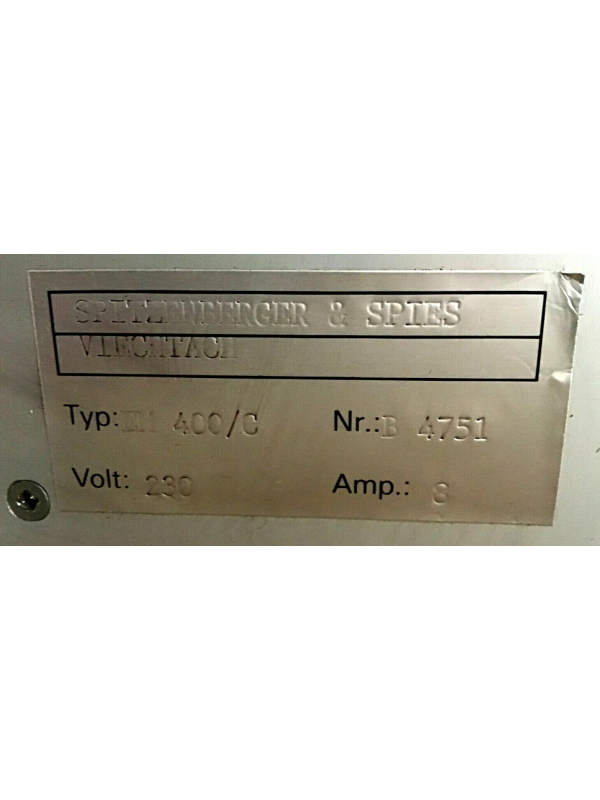 SPITZENBERGER & SPIES
VIECHTACH
Typ: 400/C Nr.: B 4751
Volt: 230 Amp.: 8